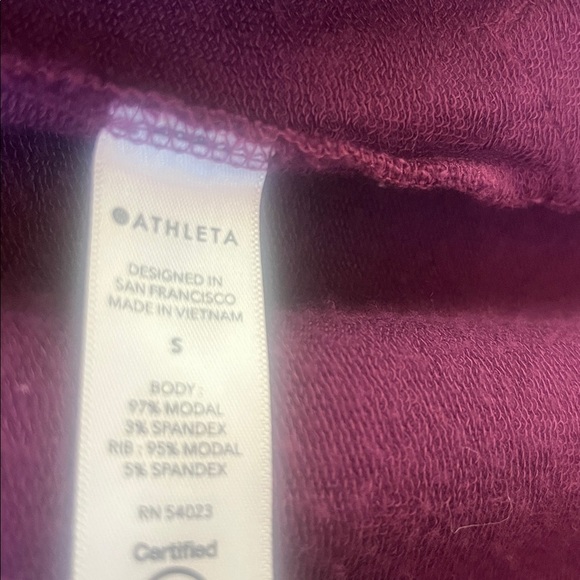 ATHLETA
DESIGNED IN
SAN FRANCISCO
MADE IN VIETNAM
S
BODY :
97% MODAL
3% SPANDEX
RIB : 95% MODAL
5% SPANDEX
RN 54023
Certified